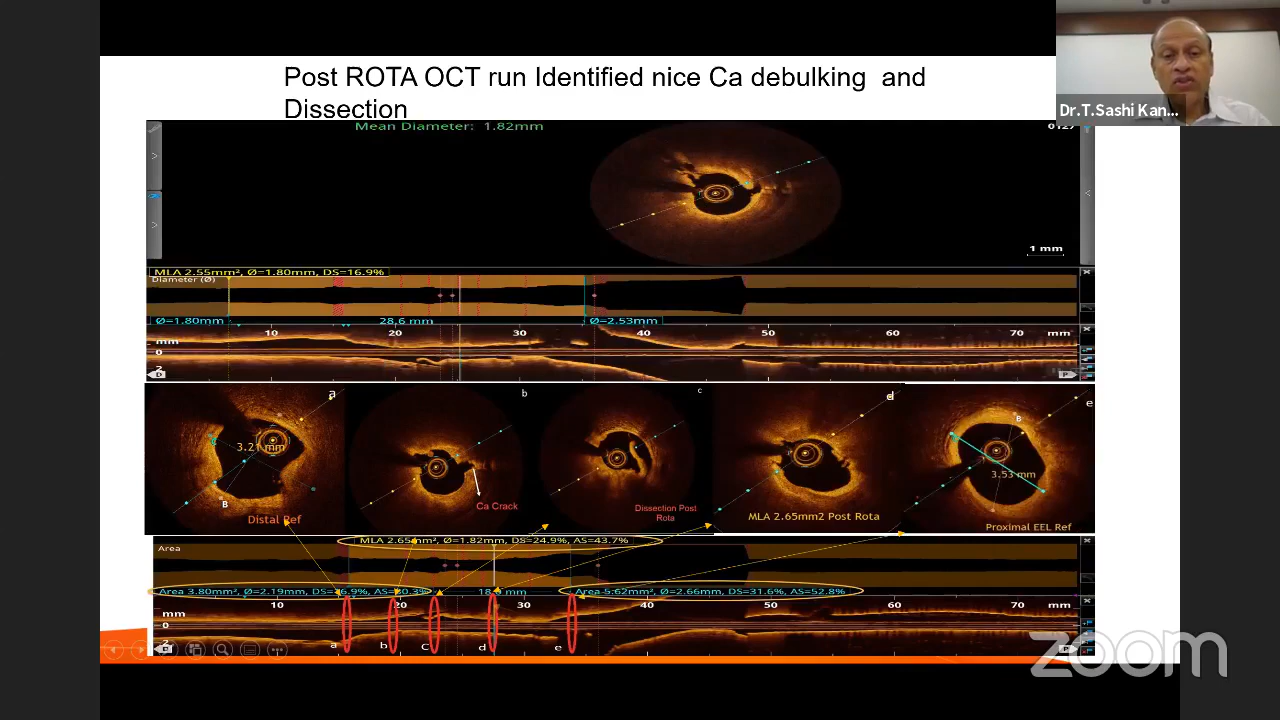 Post ROTA OCT run Identified nice Ca debulking and
Dissection
Dr.T.Sashi Kan...
Mean Diameter: 1.82mm
1 mm
MLA 2.55mm², Ø=1.80mm, DS=16.9%
Diameter (Ø)
Ø=1.80mm 28.6 mm Ø=2.53mm
10 20 30 40 50 60 70 mm
mm
0
2
D P
a b c d e
3.21 mm
B
Distal Ref
Ca Crack
Dissection Post
Rota
MLA 2.65mm2 Post Rota
B
3.53 mm
Proximal EEL Ref
MLA 2.65mm², Ø=1.82mm, DS=24.9%, AS=43.7%
Area
Area 3.80mm², Ø=2.19mm, Area 5.62mm², Ø=2.66mm, DS=31.6%, AS=52.8%
10 20 30 40 50 60 70 mm
mm
0
a b C d e
P
zoom